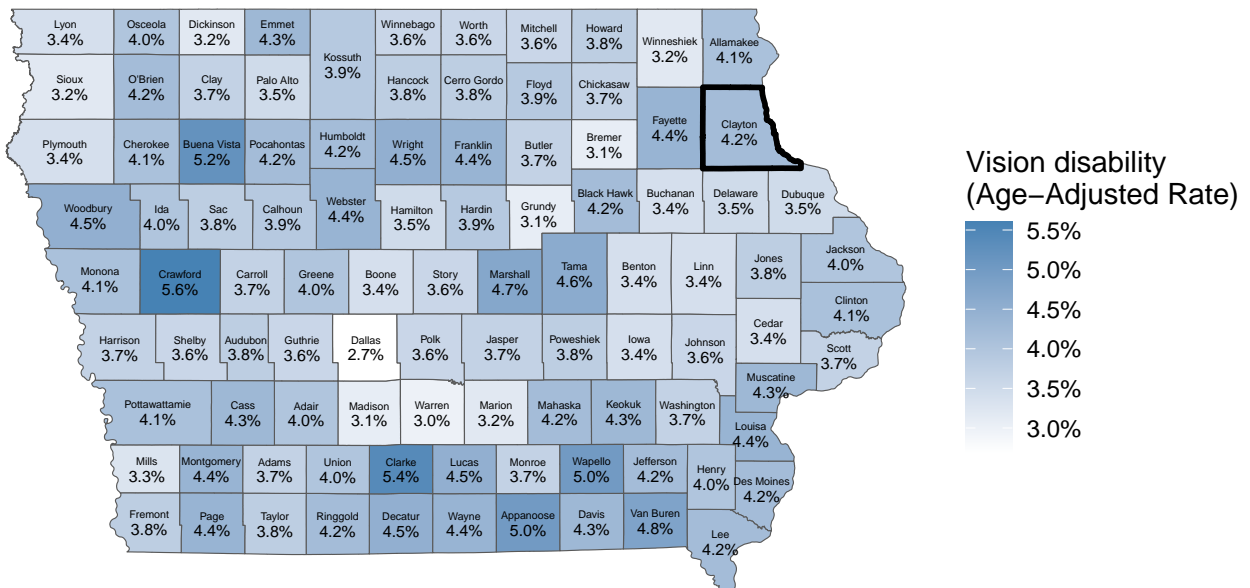 Lyon
3.4%
Osceola
4.0%
Dickinson
3.2%
Emmet
4.3%
Winnebago
3.6%
Worth
3.6%
Mitchell
3.6%
Howard
3.8%
Winneshiek
3.2%
Allamakee
4.1%
Kossuth
3.9%
Sioux
3.2%
O'Brien
4.2%
Clay
3.7%
Palo Alto
3.5%
Hancock
3.8%
Cerro Gordo
3.8%
Floyd
3.9%
Chickasaw
3.7%
Fayette
4.4%
Clayton
4.2%
Plymouth
3.4%
Cherokee
4.1%
Buena Vista
5.2%
Pocahontas
4.2%
Humboldt
4.2%
Wright
4.5%
Franklin
4.4%
Butler
3.7%
Bremer
3.1%
Woodbury
4.5%
Ida
4.0%
Sac
3.8%
Calhoun
3.9%
Webster
4.4%
Hamilton
3.5%
Hardin
3.9%
Grundy
3.1%
Black Hawk
4.2%
Buchanan
3.4%
Delaware
3.5%
Dubuque
3.5%
Monona
4.1%
Crawford
5.6%
Carroll
3.7%
Greene
4.0%
Boone
3.4%
Story
3.6%
Marshall
4.7%
Tama
4.6%
Benton
3.4%
Linn
3.4%
Jones
3.8%
Jackson
4.0%
Clinton
4.1%
Harrison
3.7%
Shelby
3.6%
Audubon
3.8%
Guthrie
3.6%
Dallas
2.7%
Polk
3.6%
Jasper
3.7%
Poweshiek
3.8%
Iowa
3.4%
Johnson
3.6%
Cedar
3.4%
Scott
3.7%
Muscatine
4.3%
Pottawattamie
4.1%
Cass
4.3%
Adair
4.0%
Madison
3.1%
Warren
3.0%
Marion
3.2%
Mahaska
4.2%
Keokuk
4.3%
Washington
3.7%
Louisa
4.4%
Mills
3.3%
Montgomery
4.4%
Adams
3.7%
Union
4.0%
Clarke
5.4%
Lucas
4.5%
Monroe
3.7%
Wapello
5.0%
Jefferson
4.2%
Henry
4.0%
Des Moines
4.2%
Fremont
3.8%
Page
4.4%
Taylor
3.8%
Ringgold
4.2%
Decatur
4.5%
Wayne
4.4%
Appanoose
5.0%
Davis
4.3%
Van Buren
4.8%
Lee
4.2%
Vision disability
(Age−Adjusted Rate)
5.5%
5.0%
4.5%
4.0%
3.5%
3.0%